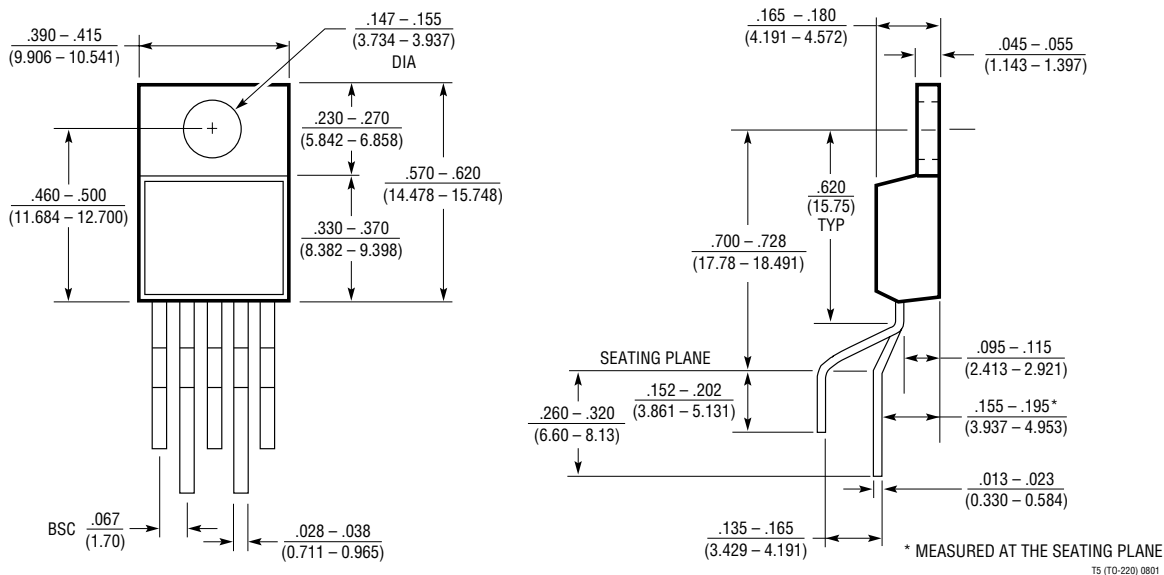 .390 – .415
(9.906 – 10.541)
.147 – .155
(3.734 – 3.937)
DIA
.230 – .270
(5.842 – 6.858)
.460 – .500
(11.684 – 12.700)
.570 – .620
(14.478 – 15.748)
.330 – .370
(8.382 – 9.398)
BSC
.067
(1.70)
.028 – .038
(0.711 – 0.965)
.165 – .180
(4.191 – 4.572)
.045 – .055
(1.143 – 1.397)
.620
(15.75)
TYP
.700 – .728
(17.78 – 18.491)
SEATING PLANE
.152 – .202
(3.861 – 5.131)
.260 – .320
(6.60 – 8.13)
.095 – .115
(2.413 – 2.921)
.155 – .195*
(3.937 – 4.953)
.013 – .023
(0.330 – 0.584)
.135 – .165
(3.429 – 4.191)
* MEASURED AT THE SEATING PLANE
T5 (TO-220) 0801